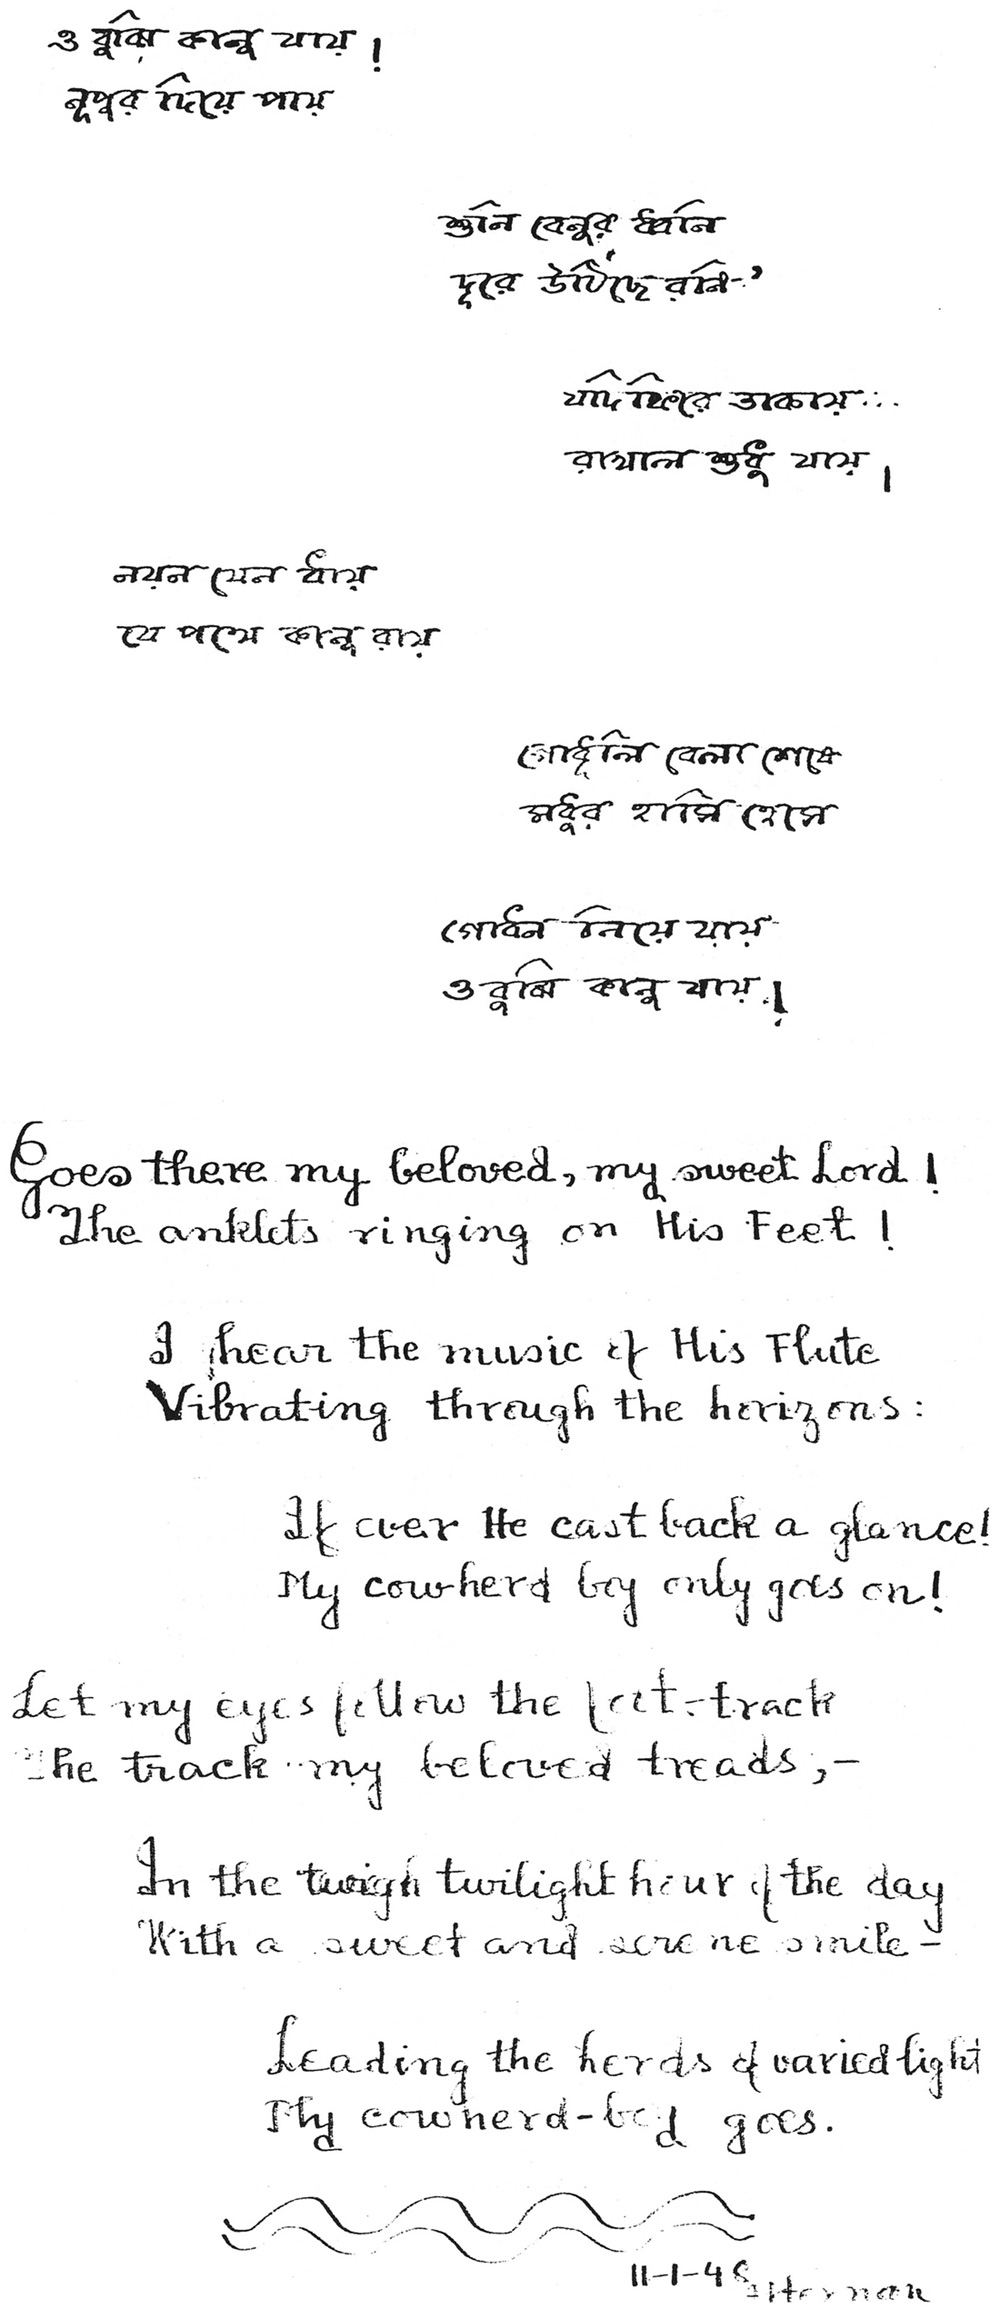 ও বুঝি কানু যায়!
নূপুর দিয়ে পায়
শুনি বেনুর ধ্বনি
দূরে উঠিছে রনি-'
যদি ফিরে তাকায়...
রাখাল শুধু যায়।
নয়ন যেন ধায়
যে পথে কানু রায়
গোধূলি বেলা শেষে
মধুর হাসি হেসে
গোধন নিয়ে যায়
ও বুঝি কানু যায়!
Goes there my beloved, my sweet Lord!
The anklets ringing on His Feet!
I hear the music of His Flute
Vibrating through the horizons:
If ever He cast back a glance!
My cowherd boy only goes on!
Let my eyes follow the feet-track
The track my beloved treads,-
In the twilight hour of the day
With a sweet and serene smile -
Leading the herds of varied light
My cowherd-boy goes.
11-1-48